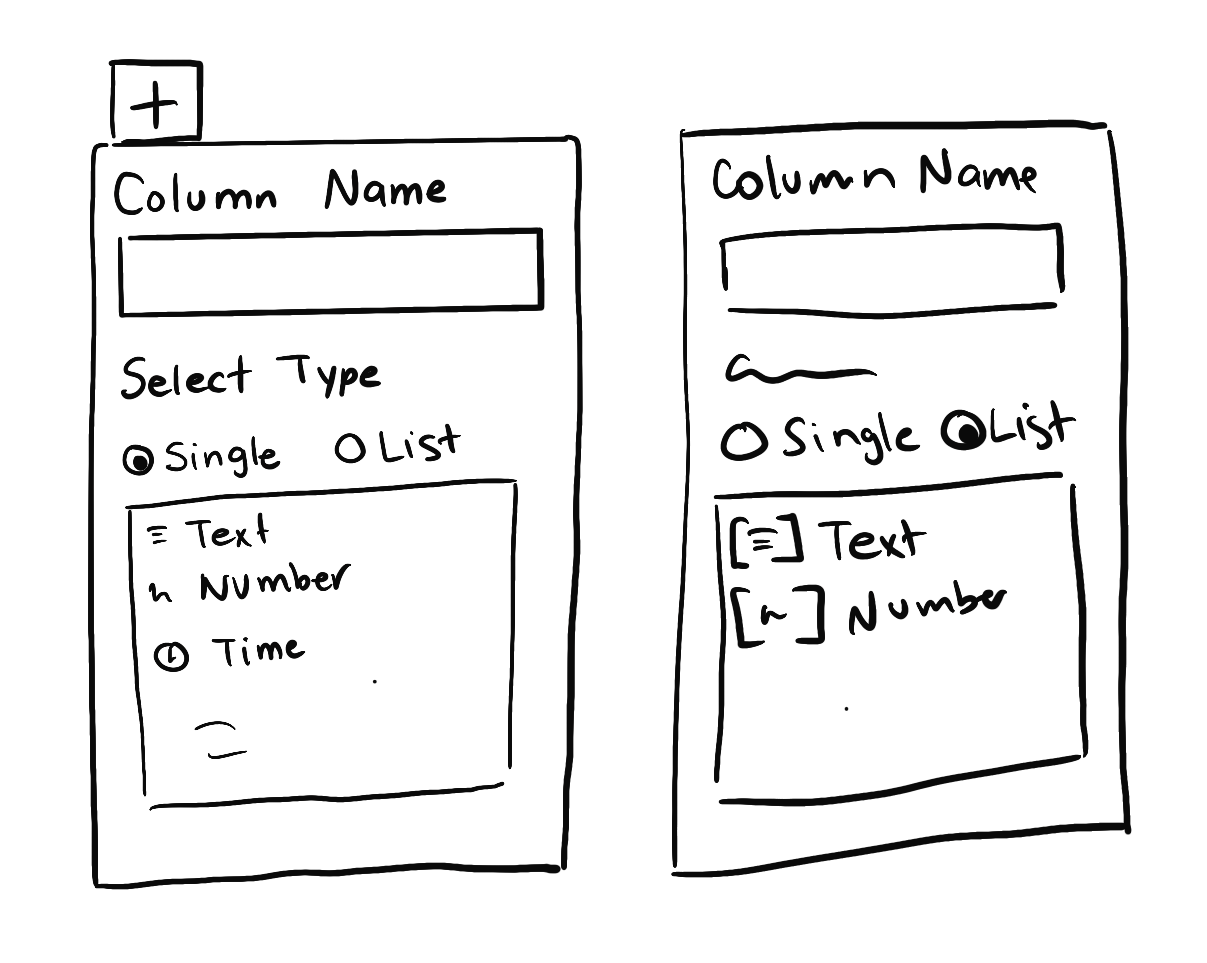 +
Column Name
Select Type
Single List
Text
n Number
Time
Column Name
Single List
[ ] Text
[ ] Number